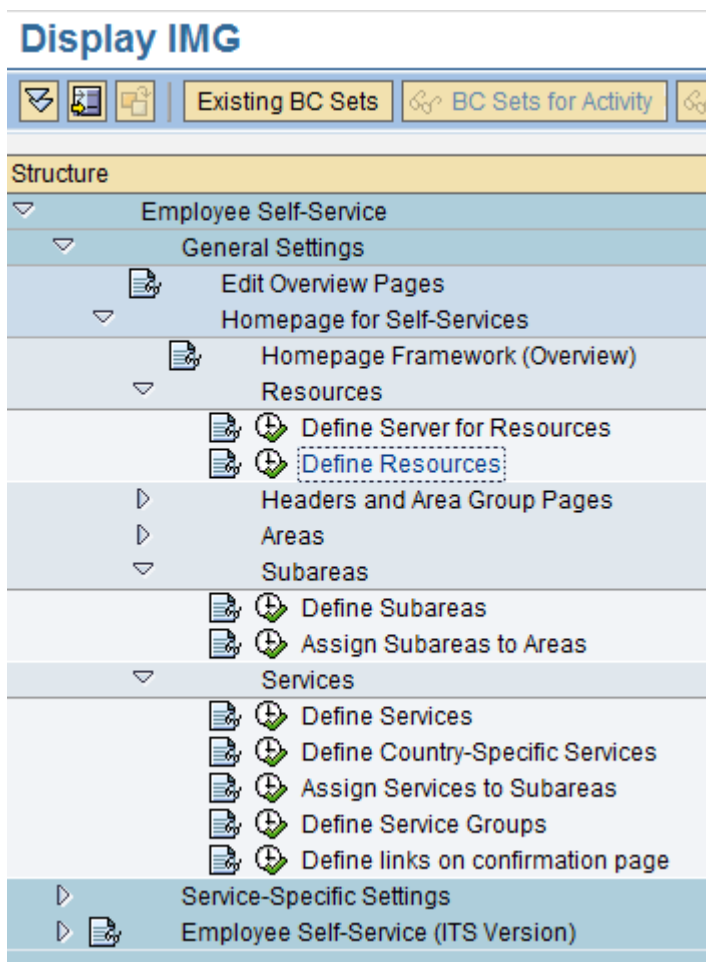 Display IMG
Existing BC Sets BC Sets for Activity
Structure
Employee Self-Service
General Settings
Edit Overview Pages
Homepage for Self-Services
Homepage Framework (Overview)
Resources
Define Server for Resources
Define Resources
Headers and Area Group Pages
Areas
Subareas
Define Subareas
Assign Subareas to Areas
Services
Define Services
Define Country-Specific Services
Assign Services to Subareas
Define Service Groups
Define links on confirmation page
Service-Specific Settings
Employee Self-Service (ITS Version)